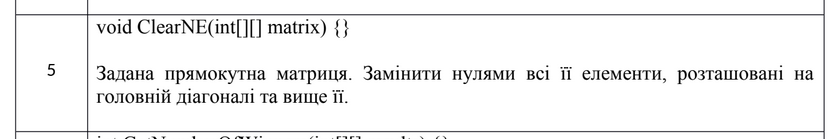 void ClearNE(int[][] matrix) {}
5
Задана прямокутна матриця. Замінити нулями всі її елементи, розташовані на
головній діагоналі та вище її.